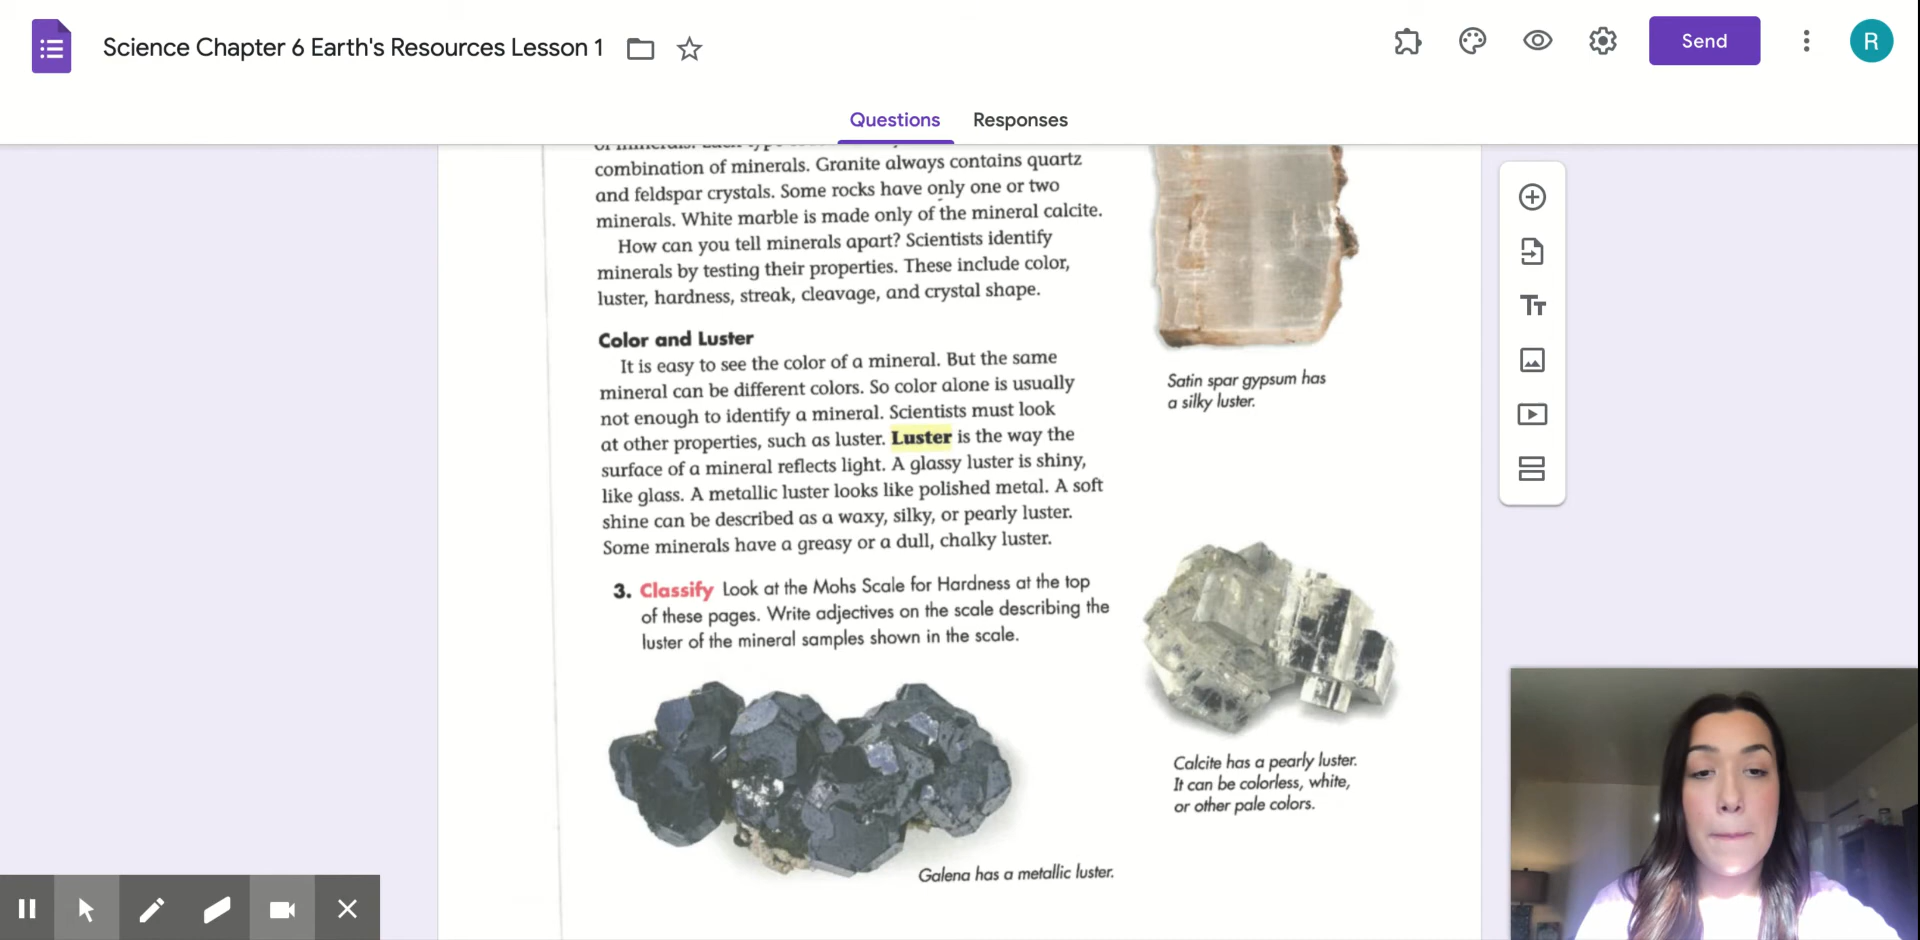 Science Chapter 6 Earth's Resources Lesson 1
Send
R
Questions
Responses
of minerals. Each type
combination of minerals. Granite always contains quartz
and feldspar crystals. Some rocks have only one or two
minerals. White marble is made only of the mineral calcite.
How can you tell minerals apart? Scientists identify
minerals by testing their properties. These include color,
luster, hardness, streak, cleavage, and crystal shape.
Color and Luster
It is easy to see the color of a mineral. But the same
mineral can be different colors. So color alone is usually
not enough to identify a mineral. Scientists must look
at other properties, such as luster. Luster is the way the
surface of a mineral reflects light. A glassy luster is shiny,
like glass. A metallic luster looks like polished metal. A soft
shine can be described as a waxy, silky, or pearly luster.
Some minerals have a greasy or a dull, chalky luster.
3. Classify Look at the Mohs Scale for Hardness at the top
of these pages. Write adjectives on the scale describing the
luster of the mineral samples shown in the scale.
Satin spar gypsum has
a silky luster.
Calcite has a pearly luster.
It can be colorless, white,
or other pale colors.
Galena has a metallic luster.
Tт